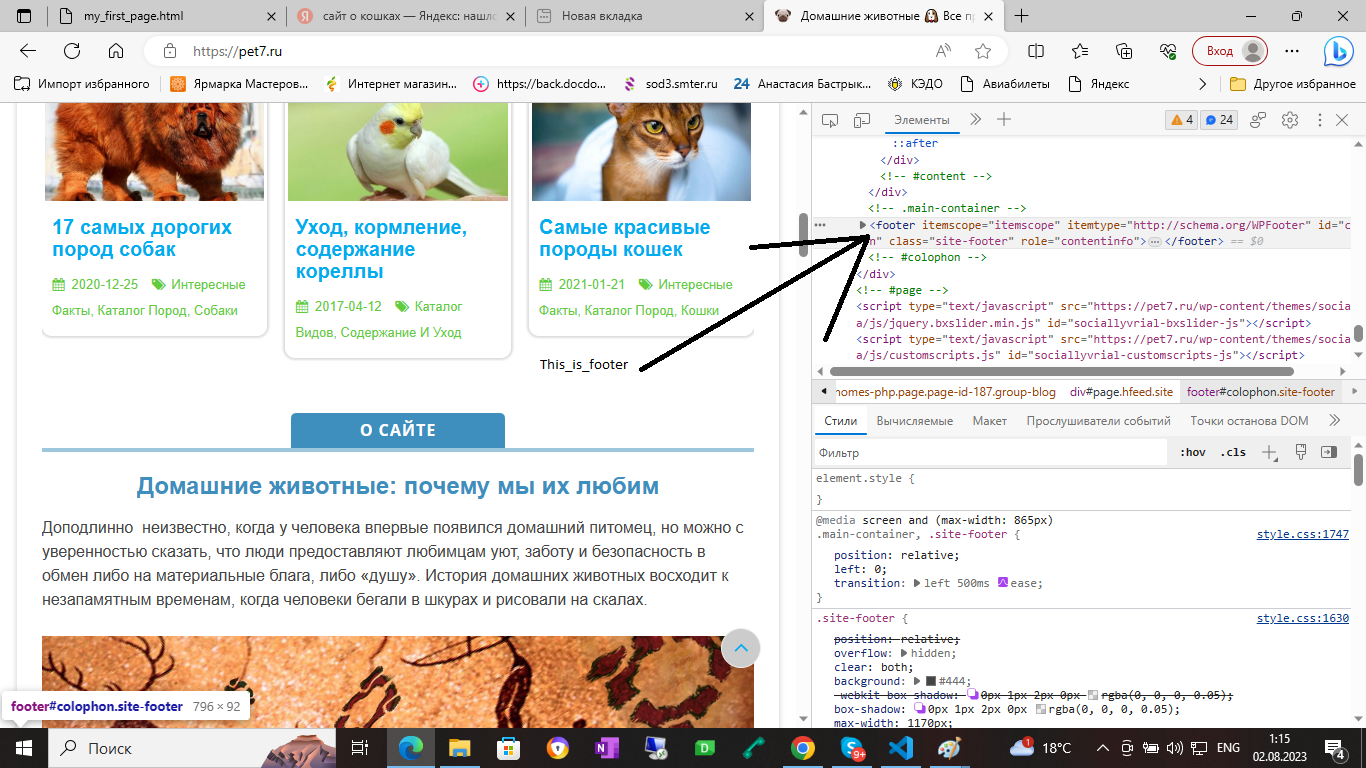 my_first_page.html
сайт о кошках — Яндекс: нашло
Новая вкладка
Домашние животные Все пр
https://pet7.ru
Вход
Импорт избранного
Ярмарка Мастеров...
Интернет магазин...
https://back.docdo...
sod3.smter.ru
24 Анастасия Бастрык...
КЭДО
Авиабилеты
Яндекс
Другое избранное
17 самых дорогих
пород собак
2020-12-25 Интересные
Факты, Каталог Пород, Собаки
Уход, кормление,
содержание
кореллы
2017-04-12 Каталог
Видов, Содержание И Уход
Самые красивые
породы кошек
2021-01-21 Интересные
Факты, Каталог Пород, Кошки
This_is_footer
О САЙТЕ
Домашние животные: почему мы их любим
Доподлинно неизвестно, когда у человека впервые появился домашний питомец, но можно с
уверенностью сказать, что люди предоставляют любимцам уют, заботу и безопасность в
обмен либо на материальные блага, либо «душу». История домашних животных восходит к
незапамятным временам, когда человеки бегали в шкурах и рисовали на скалах.
footer#colophon.site-footer 796 × 92
Элементы
4
24
::after
</div>
<!-- #content -->
</div>
<!-- .main-container -->
<footer itemscope="itemscope" itemtype="http://schema.org/WPFooter" id="c
n" class="site-footer" role="contentinfo">…</footer> == $0
<!-- #colophon -->
</div>
<!-- #page -->
<script type="text/javascript" src="https://pet7.ru/wp-content/themes/socia
a/js/jquery.bxslider.min.js" id="sociallyvrial-bxslider-js"></script>
<script type="text/javascript" src="https://pet7.ru/wp-content/themes/socia
a/js/customscripts.js" id="sociallyvrial-customscripts-js"></script>
homes-php.page.page-id-187.group-blog div#page.hfeed.site footer#colophon.site-footer
Стили Вычисляемые Макет Прослушиватели событий Точки останова DOM
Фильтр
:hov .cls
element.style {
}
@media screen and (max-width: 865px)
.main-container, .site-footer {
style.css:1747
position: relative;
left: 0;
transition: left 500ms ease;
}
.site-footer {
style.css:1630
position: relative;
overflow: hidden;
clear: both;
background: #444;
-webkit-box-shadow: 0px 1px 2px 0px rgba(0, 0, 0, 0.05);
box-shadow: 0px 1px 2px 0px rgba(0, 0, 0, 0.05);
max-width: 1170px;
Поиск
9+
1
18°C
ENG
1:15
02.08.2023
4